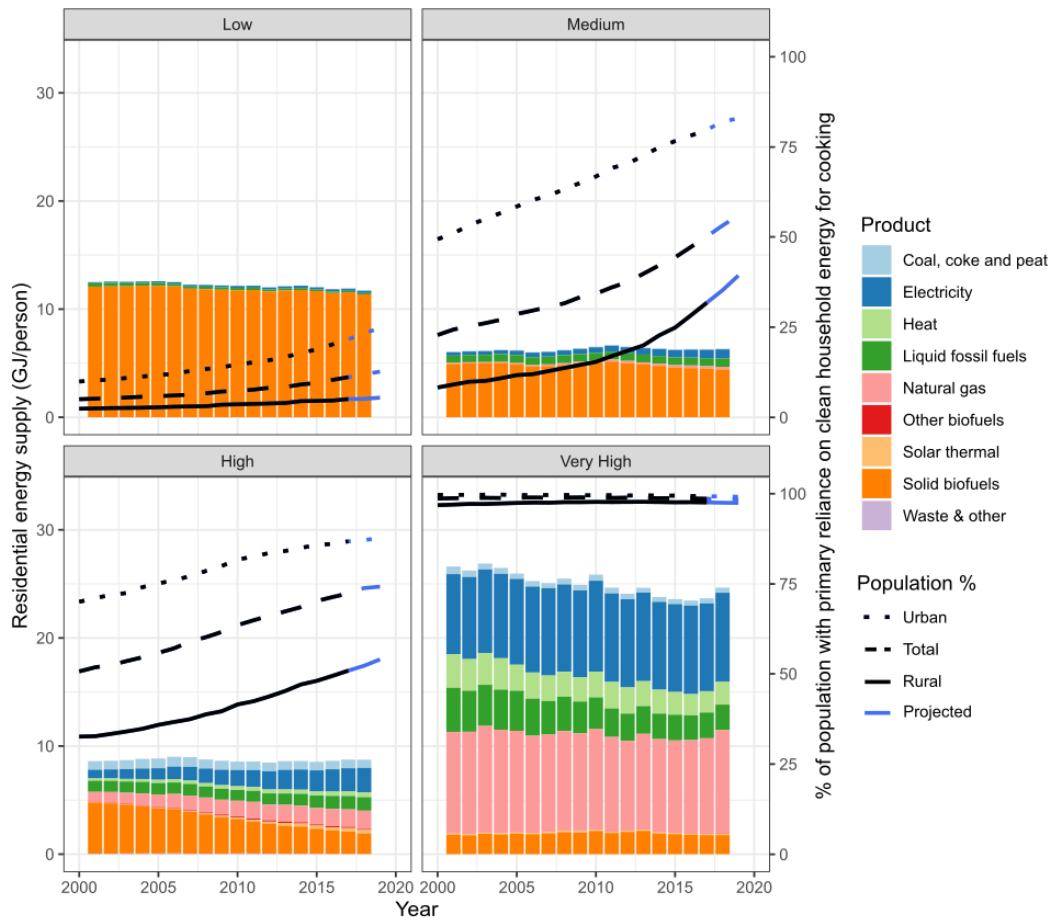 Low
Medium
30
20
10
0
100
75
50
25
0
High
Very High
30
20
10
0
100
75
50
25
0
2000
2005
2010
2015
2020
2000
2005
2010
2015
2020
Year
Residential energy supply (GJ/person)
% of population with primary reliance on clean household energy for cooking
Product
Coal, coke and peat
Electricity
Heat
Liquid fossil fuels
Natural gas
Other biofuels
Solar thermal
Solid biofuels
Waste & other
Population %
Urban
Total
Rural
Projected